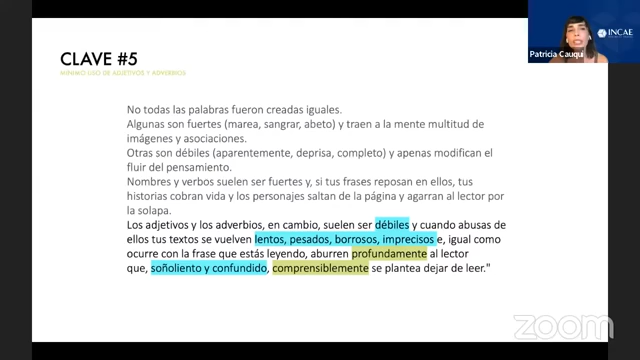 CLAVE #5
MÍNIMO USO DE ADJETIVOS Y ADVERBIOS
No todas las palabras fueron creadas iguales.
Algunas son fuertes (marea, sangrar, abeto) y traen a la mente multitud de
imágenes y asociaciones.
Otras son débiles (aparentemente, deprisa, completo) y apenas modifican el
fluir del pensamiento.
Nombres y verbos suelen ser fuertes y, si tus frases reposan en ellos, tus
historias cobran vida y los personajes saltan de la página y agarran al lector por
la solapa.
Los adjetivos y los adverbios, en cambio, suelen ser débiles y cuando abusas de
ellos tus textos se vuelven lentos, pesados, borrosos, imprecisos e, igual como
ocurre con la frase que estás leyendo, aburren profundamente al lector
que, soñoliento y confundido, comprensiblemente se plantea dejar de leer."
Patricia Cauqui
INCAE
zoom